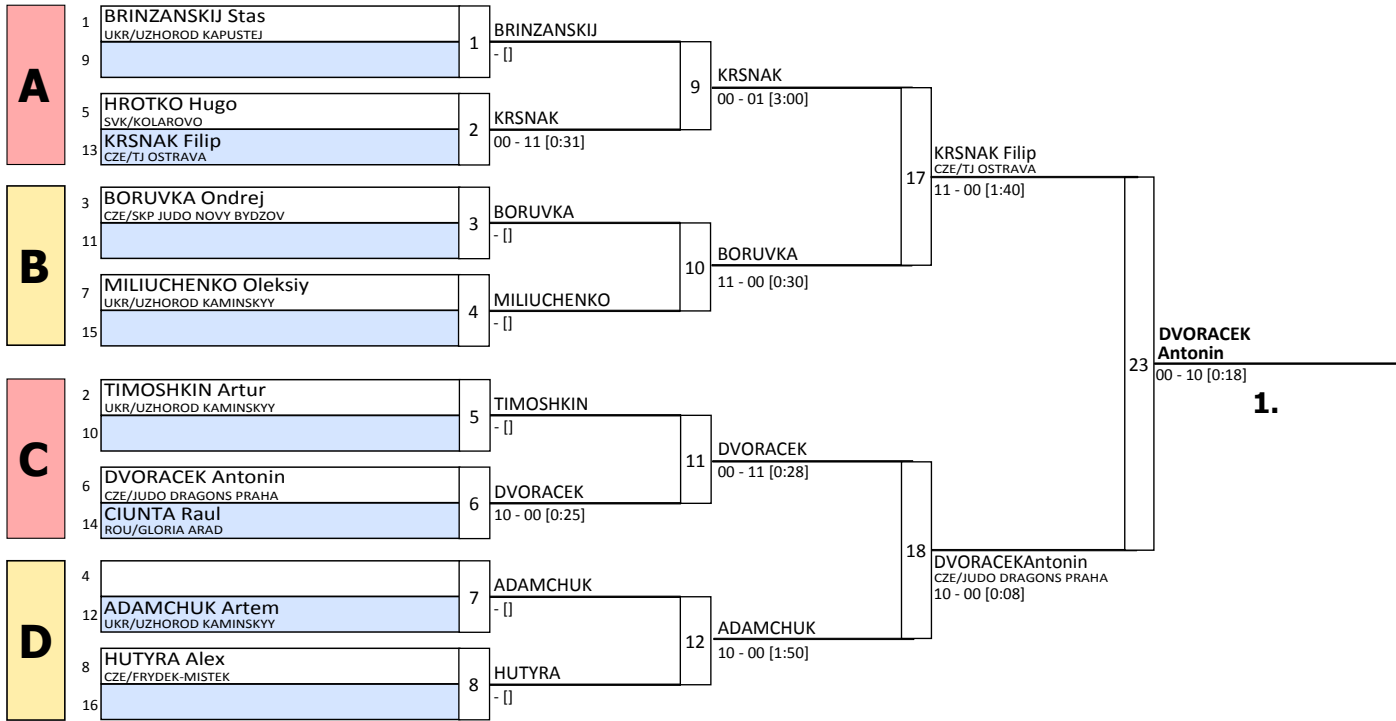 A
1 BRINZANSKIJ Stas
UKR/UZHOROD KAPUSTEJ
9
1
BRINZANSKIJ
- []
5 HROTKO Hugo
SVK/KOLAROVO
13 KRSNAK Filip
CZE/TJ OSTRAVA
2
KRSNAK
00 - 11 [0:31]
9
KRSNAK
00 - 01 [3:00]
B
3 BORUVKA Ondrej
CZE/SKP JUDO NOVY BYDZOV
11
3
BORUVKA
- []
7 MILIUCHENKO Oleksiy
UKR/UZHOROD KAMINSKYY
15
4
MILIUCHENKO
- []
10
BORUVKA
11 - 00 [0:30]
17
KRSNAK Filip
CZE/TJ OSTRAVA
11 - 00 [1:40]
C
2 TIMOSHKIN Artur
UKR/UZHOROD KAMINSKYY
10
5
TIMOSHKIN
- []
6 DVORACEK Antonin
CZE/JUDO DRAGONS PRAHA
14 CIUNTA Raul
ROU/GLORIA ARAD
6
DVORACEK
10 - 00 [0:25]
11
DVORACEK
00 - 11 [0:28]
D
4
12 ADAMCHUK Artem
UKR/UZHOROD KAMINSKYY
7
ADAMCHUK
- []
8 HUTYRA Alex
CZE/FRYDEK-MISTEK
16
8
HUTYRA
- []
12
ADAMCHUK
10 - 00 [1:50]
18
DVORACEKAntonin
CZE/JUDO DRAGONS PRAHA
10 - 00 [0:08]
23
DVORACEK
Antonin
00 - 10 [0:18]
1.